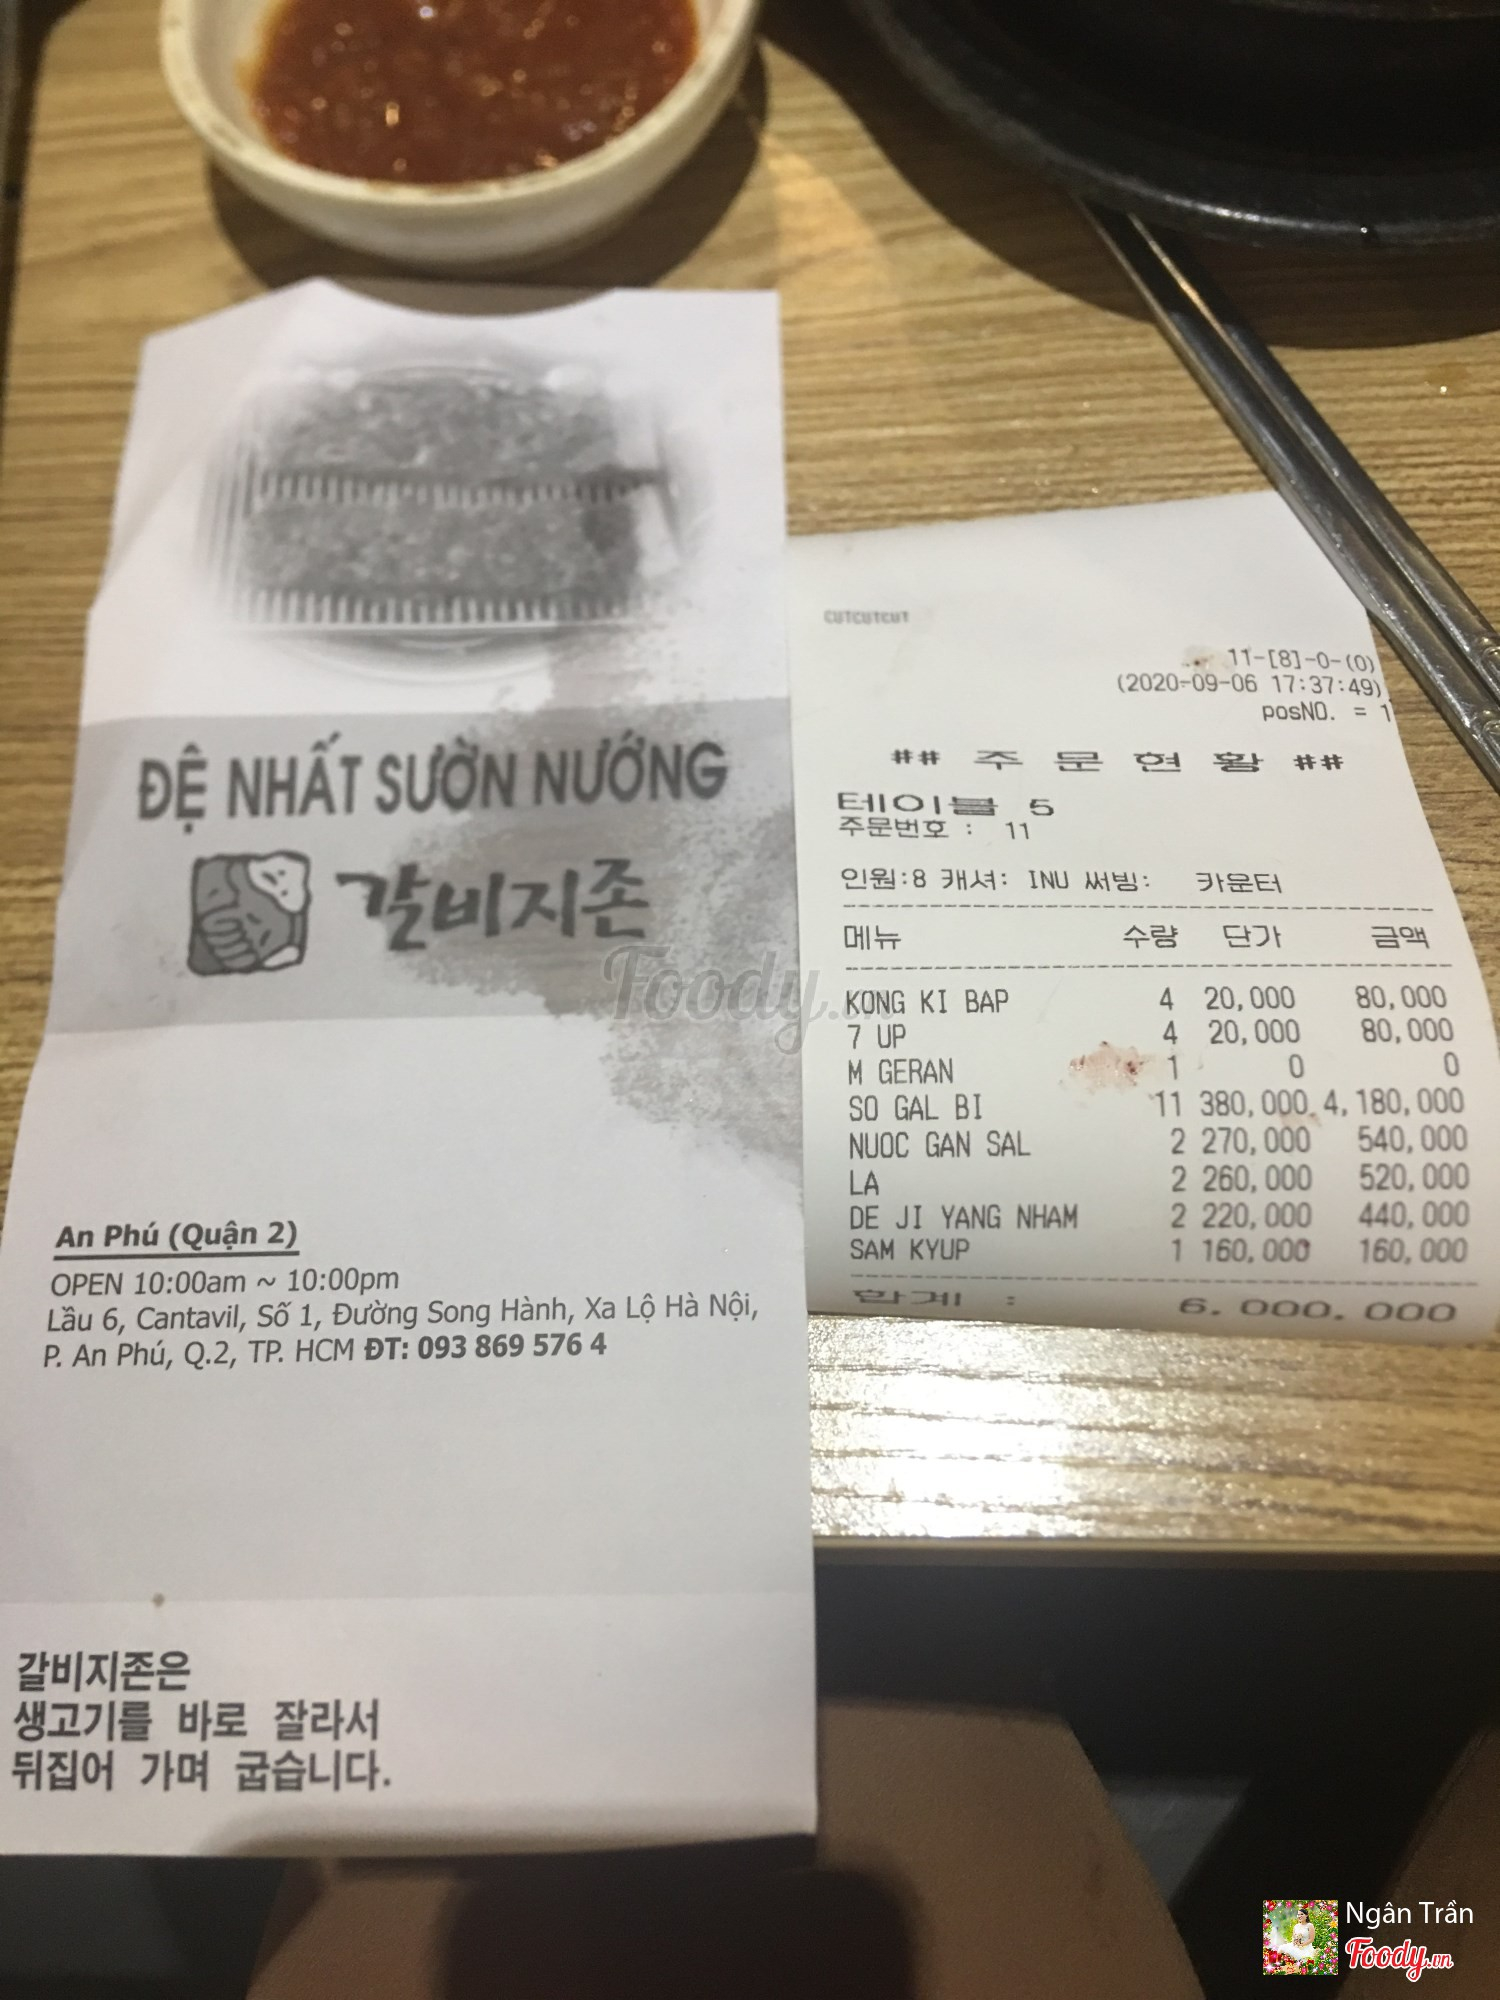 ĐỆ NHẤT SƯỜN NƯỚNG
갈비지존
An Phú (Quận 2)
OPEN 10:00am ~ 10:00pm
Lầu 6, Cantavil, Số 1, Đường Song Hành, Xa Lộ Hà Nội,
P. An Phú, Q.2, TP. HCM ĐT: 093 869 576 4
갈비지존은
생고기를 바로 잘라서
뒤집어 가며 굽습니다.
CUTCUTCUT
11-[8]-0-(0)
(2020-09-06 17:37:49)
posNO. = 1
## 주 문 현 황 ##
테이블 5
주문번호 : 11
인원:8 캐셔: INU 써빙: 카운터
메뉴 수량 단가 금액
KONG KI BAP 4 20,000 80,000
7 UP 4 20,000 80,000
M GERAN 1 0 0
SO GAL BI 11 380,000 4,180,000
NUOC GAN SAL 2 270,000 540,000
LA 2 260,000 520,000
DE JI YANG NHAM 2 220,000 440,000
SAM KYUP 1 160,000 160,000
합계 : 6,000,000
Foody.vn
Ngân Trần
Foody.vn